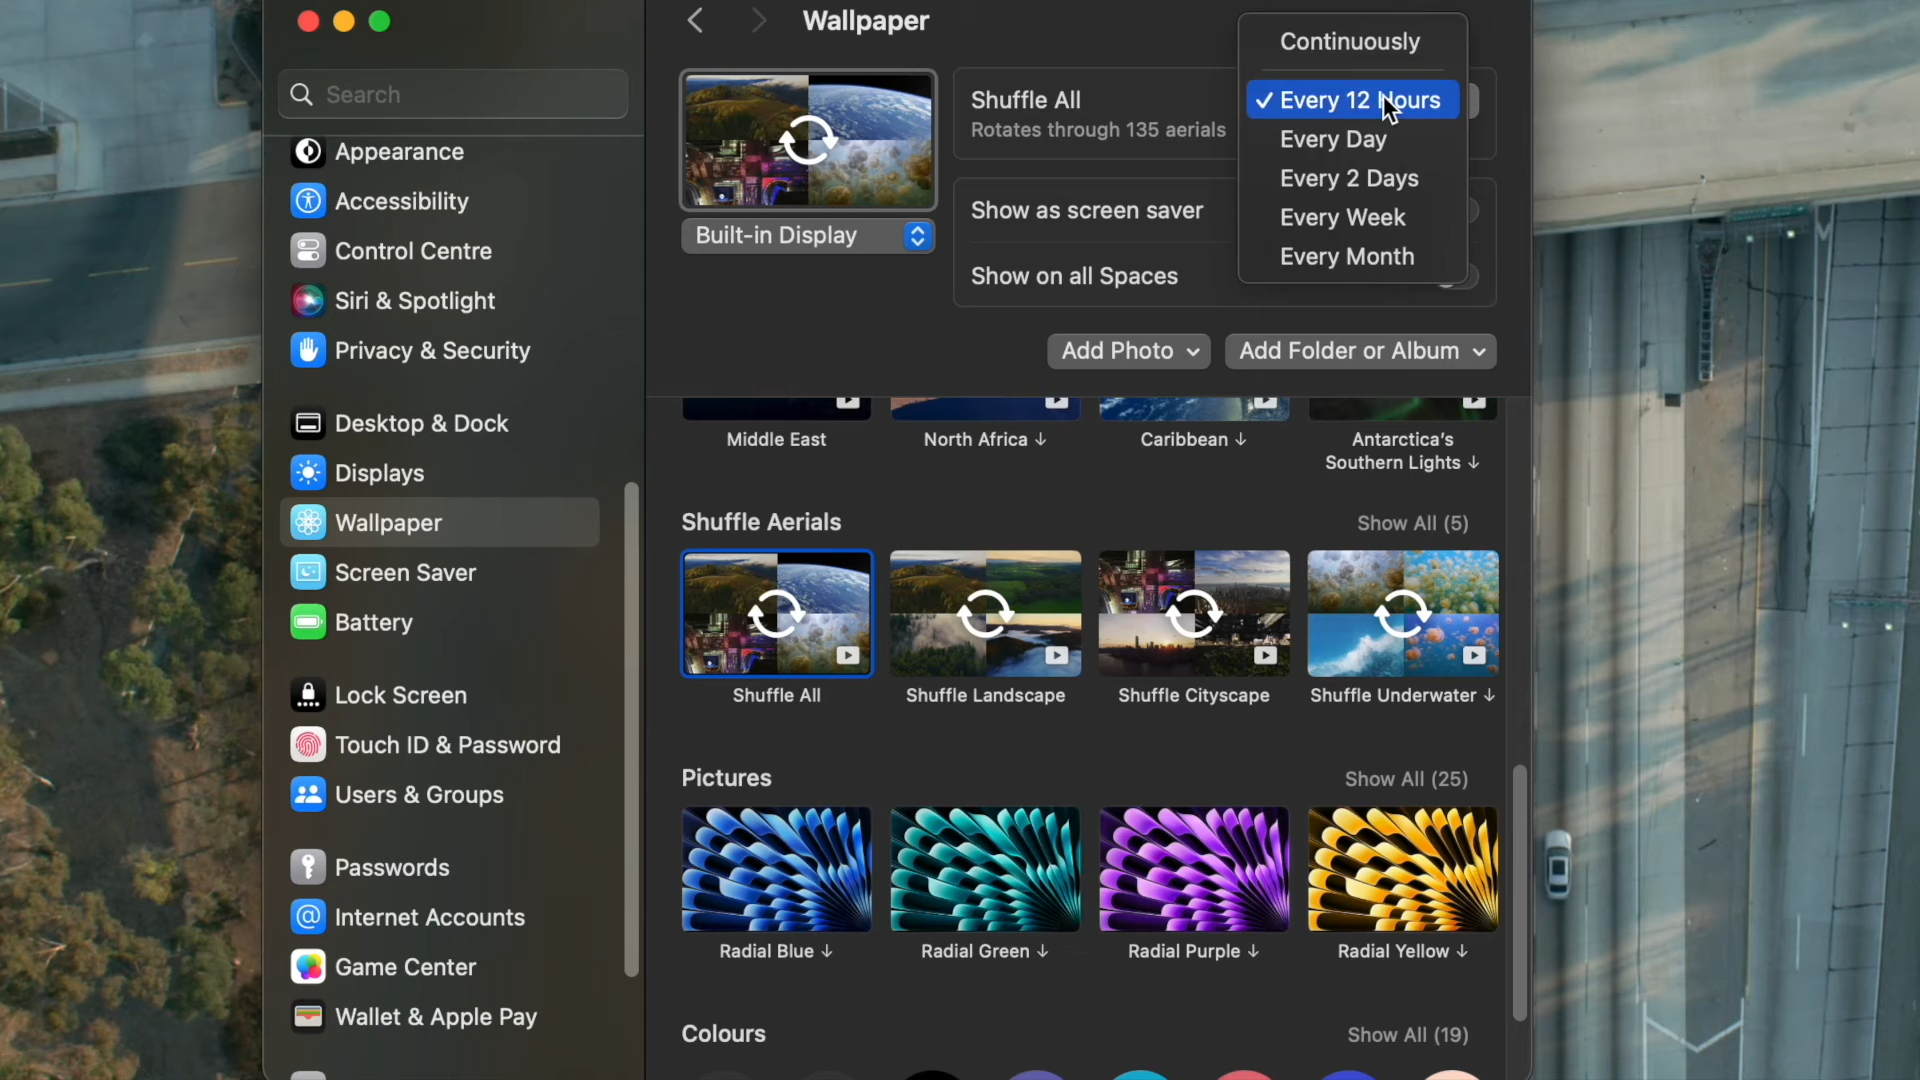 Wallpaper
Search
Appearance
Accessibility
Control Centre
Siri & Spotlight
Privacy & Security
Desktop & Dock
Displays
Wallpaper
Screen Saver
Battery
Lock Screen
Touch ID & Password
Users & Groups
Passwords
Internet Accounts
Game Center
Wallet & Apple Pay
Built-in Display
Shuffle All
Rotates through 135 aerials
Show as screen saver
Show on all Spaces
Continuously
✓ Every 12 Hours
Every Day
Every 2 Days
Every Week
Every Month
Add Photo
Add Folder or Album
Middle East
North Africa ↓
Caribbean ↓
Antarctica's
Southern Lights ↓
Shuffle Aerials
Show All (5)
Shuffle All
Shuffle Landscape
Shuffle Cityscape
Shuffle Underwater ↓
Pictures
Show All (25)
Radial Blue ↓
Radial Green ↓
Radial Purple ↓
Radial Yellow ↓
Colours
Show All (19)